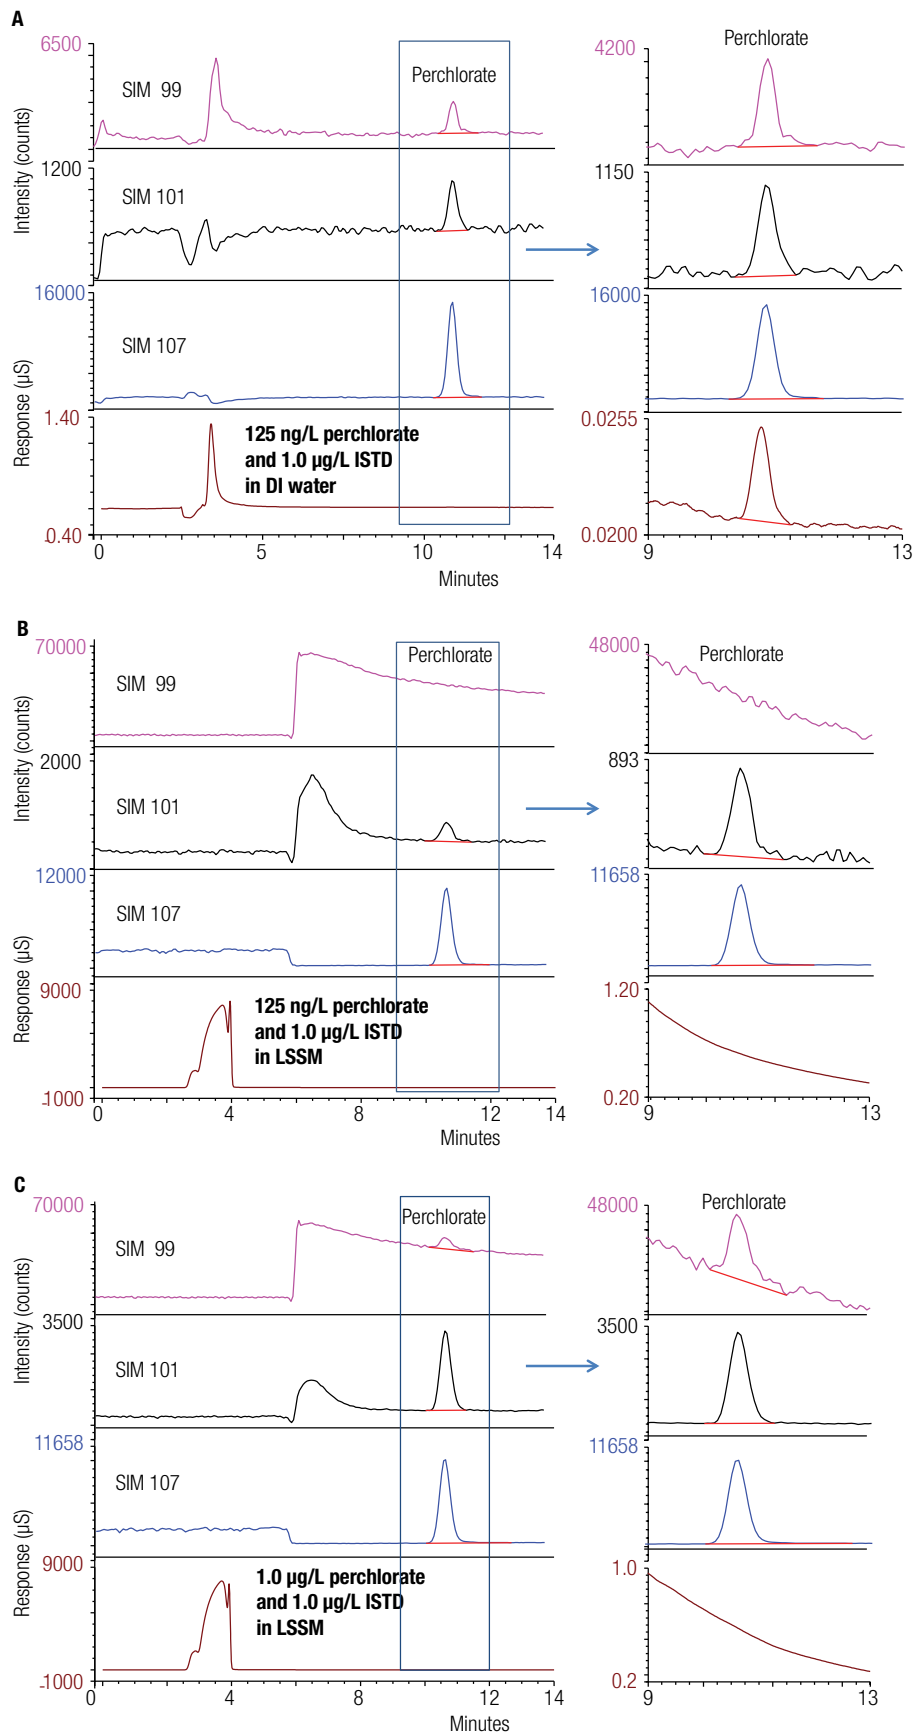 A
6500
4200
Perchlorate
Perchlorate
SIM 99
Intensity (counts)
1200
1150
SIM 101
16000
16000
SIM 107
Response (µS)
1.40
0.0255
125 ng/L perchlorate
and 1.0 µg/L ISTD
in DI water
0.40
0.0200
0 5 10 14
9 13
Minutes
B
70000
48000
Perchlorate
Perchlorate
SIM 99
Intensity (counts)
2000
893
SIM 101
12000
11658
SIM 107
Response (µS)
9000
1.20
125 ng/L perchlorate
and 1.0 µg/L ISTD
in LSSM
-1000
0.20
0 4 8 12 14
9 13
Minutes
C
70000
48000
Perchlorate
Perchlorate
SIM 99
Intensity (counts)
3500
3500
SIM 101
11658
11658
SIM 107
Response (µS)
9000
1.0
1.0 µg/L perchlorate
and 1.0 µg/L ISTD
in LSSM
-1000
0.2
0 4 8 12 14
9 13
Minutes